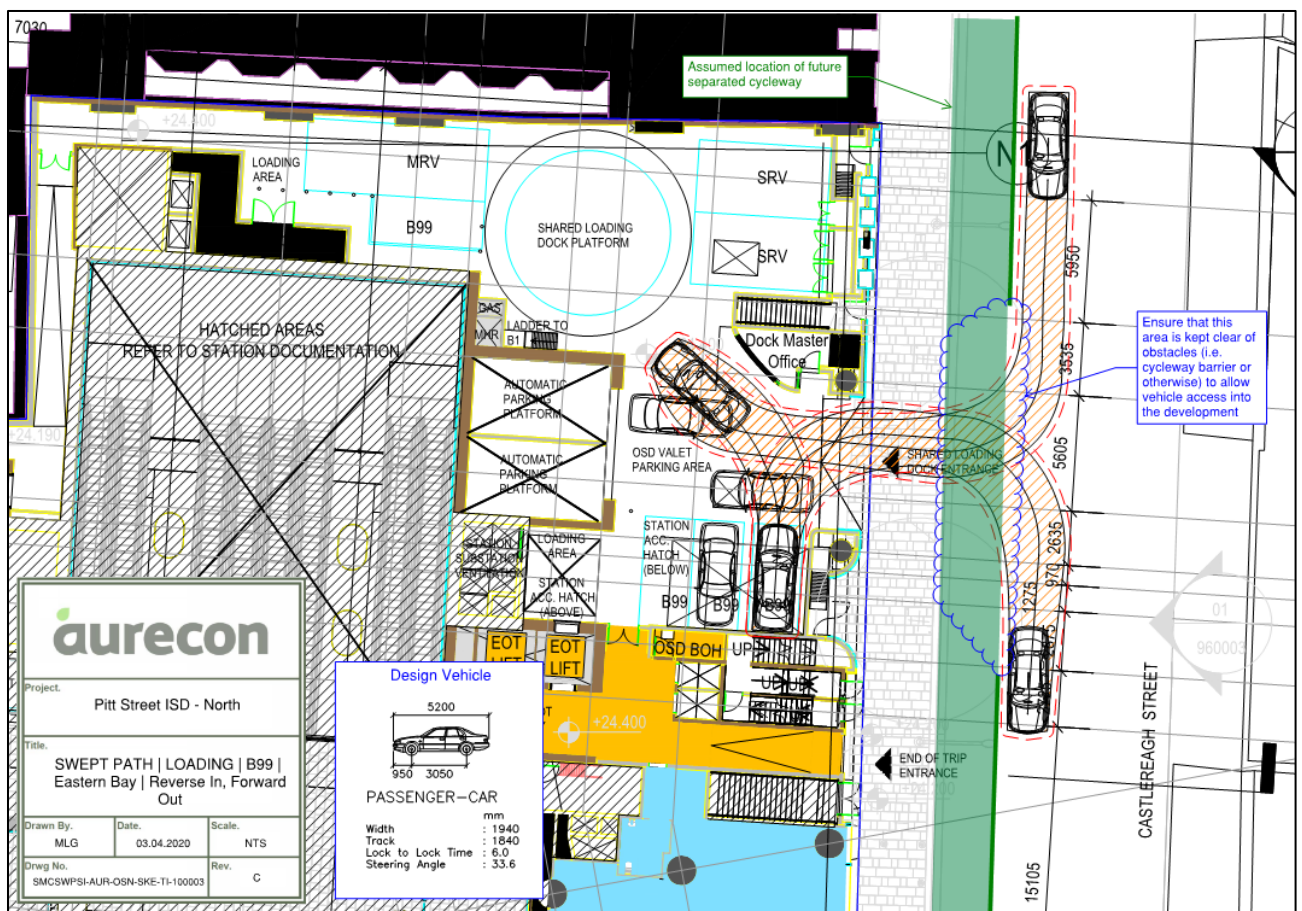 7030
Assumed location of future
separated cycleway
+24.400
LOADING
AREA
MRV
B99
SHARED LOADING
DOCK PLATFORM
SRV
SRV
5950
3535
5605
2635
970
1275
15105
HATCHED AREAS
REFER TO STATION DOCUMENTATION
GAS
MHR
LADDER TO
B1
Dock Master
Office
Ensure that this
area is kept clear of
obstacles (i.e.
cycleway barrier or
otherwise) to allow
vehicle access into
the development
AUTOMATIC
PARKING
PLATFORM
AUTOMATIC
PARKING
PLATFORM
OSD VALET
PARKING AREA
SHARED LOADING
DOCK ENTRANCE
+24.190
STATION
SUBSTATION
VENTILATION
LOADING
AREA
STATION
ACC. HATCH
(ABOVE)
STATION
ACC.
HATCH
(BELOW)
B99
B99
B99
EOT
LIFT
EOT
LIFT
OSD BOH
UP
+24.400
END OF TRIP
ENTRANCE
01
960003
CASTLEREAGH STREET
aurecon
Project.
Pitt Street ISD - North
Title.
SWEPT PATH | LOADING | B99 |
Eastern Bay | Reverse In, Forward
Out
Drawn By.
MLG
Date.
03.04.2020
Scale.
NTS
Drwg No.
SMCSWPSI-AUR-OSN-SKE-TI-100003
Rev.
C
Design Vehicle
5200
950 3050
PASSENGER-CAR
mm
Width : 1940
Track : 1840
Lock to Lock Time : 6.0
Steering Angle : 33.6